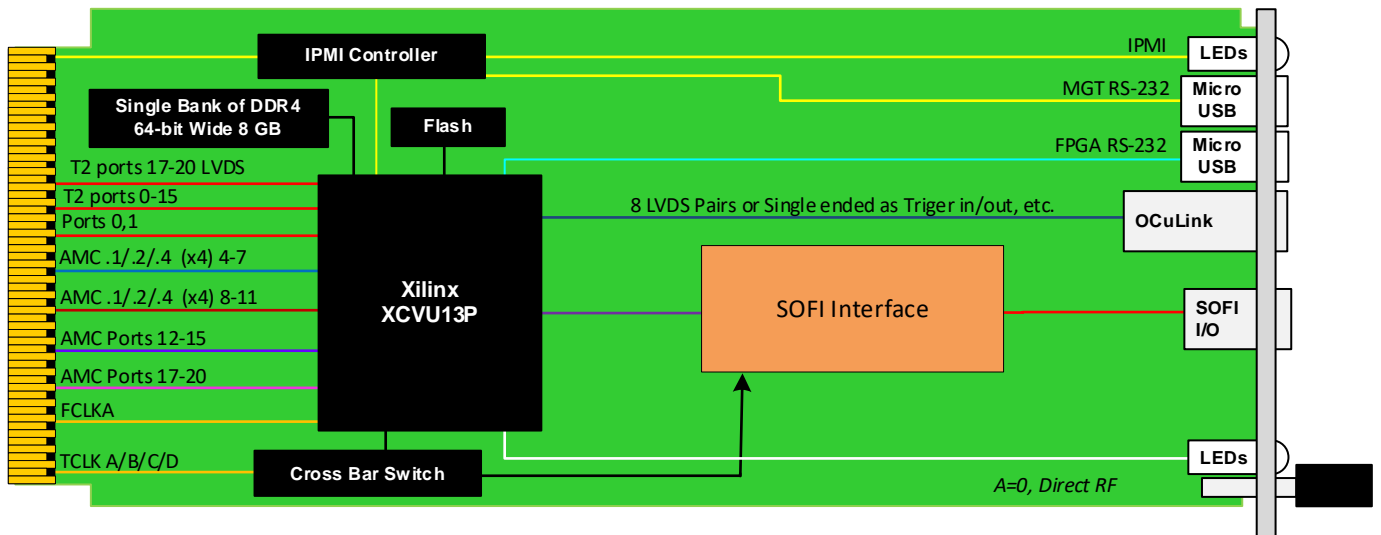 IPMI Controller
IPMI
LEDs
MGT RS-232
Micro
USB
Single Bank of DDR4
64-bit Wide 8 GB
Flash
FPGA RS-232
Micro
USB
T2 ports 17-20 LVDS
T2 ports 0-15
Ports 0,1
8 LVDS Pairs or Single ended as Triger in/out, etc.
OCuLink
AMC .1/.2/.4 (x4) 4-7
AMC .1/.2/.4 (x4) 8-11
Xilinx
XCVU13P
SOFI Interface
SOFI
I/O
AMC Ports 12-15
AMC Ports 17-20
FCLKA
TCLK A/B/C/D
Cross Bar Switch
LEDs
A=0, Direct RF